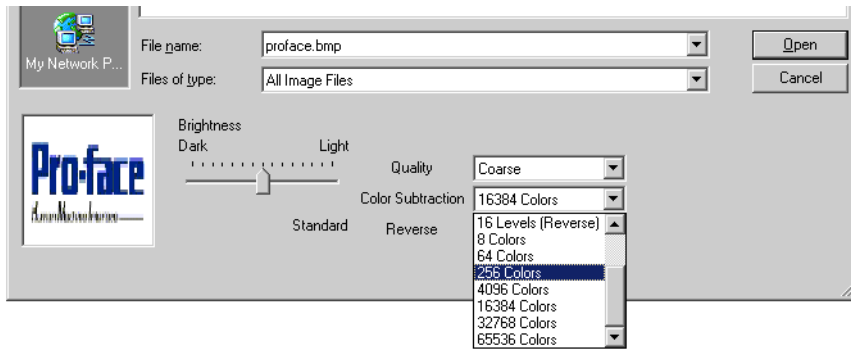 My Network P...
File name:
proface.bmp
Open
Files of type:
All Image Files
Cancel
Pro-face
Brightness
Dark
Light
Standard
Quality
Coarse
Color Subtraction
16384 Colors
Reverse
16 Levels (Reverse)
8 Colors
64 Colors
256 Colors
4096 Colors
16384 Colors
32768 Colors
65536 Colors